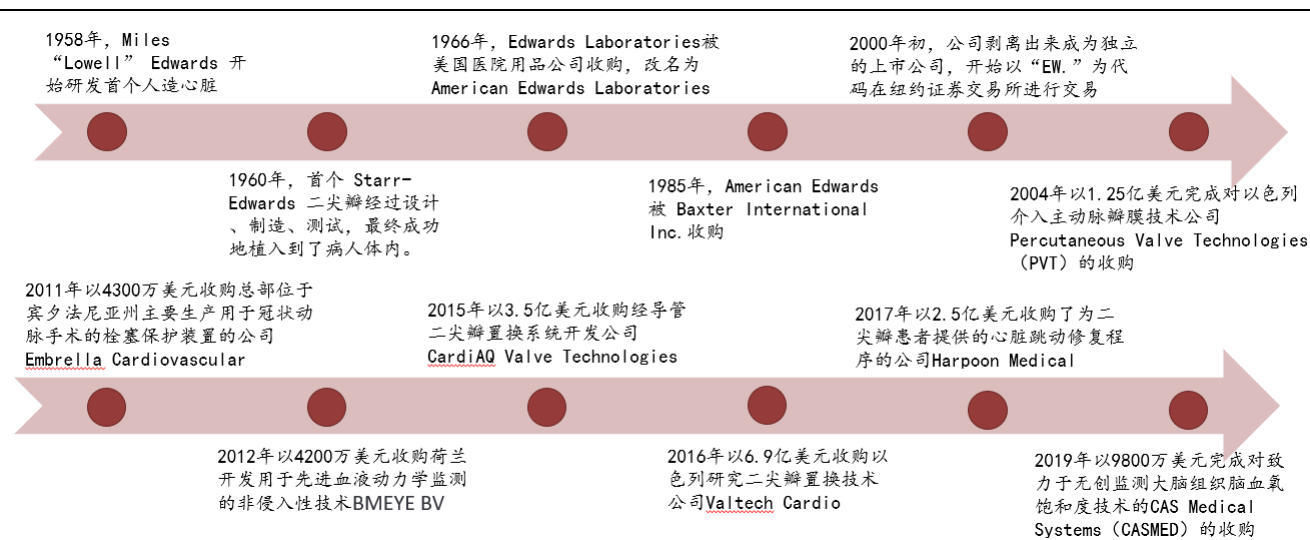 1958年, Miles
“Lowell” Edwards 开
始研发首个人造心脏
1960年, 首个 Starr-
Edwards 二尖瓣经过设计
、制造、测试, 最终成功
地植入到了病人体内。
1966年, Edwards Laboratories被
美国医院用品公司收购, 改名为
American Edwards Laboratories
1985年, American Edwards
被 Baxter International
Inc.收购
2000年初, 公司剥离出来成为独立
的上市公司, 开始以“EW.”为代
码在纽约证券交易所进行交易
2004年以1.25亿美元完成对以色列
介入主动脉瓣膜技术公司
Percutaneous Valve Technologies
（PVT）的收购
2011年以4300万美元收购总部位于
宾夕法尼亚州主要生产用于冠状动
脉手术的栓塞保护装置的公司
Embrella Cardiovascular
2012年以4200万美元收购荷兰
开发用于先进血液动力学监测
的非侵入性技术BMEYE BV
2015年以3.5亿美元收购经导管
二尖瓣置换系统开发公司
CardiAQ Valve Technologies
2016年以6.9亿美元收购以
色列研究二尖瓣置换技术
公司Valtech Cardio
2017年以2.5亿美元收购了为二
尖瓣患者提供的心脏跳动修复程
序的公司Harpoon Medical
2019年以9800万美元完成对致
力于无创监测大脑组织脑血氧
饱和度技术的CAS Medical
Systems（CASMED）的收购